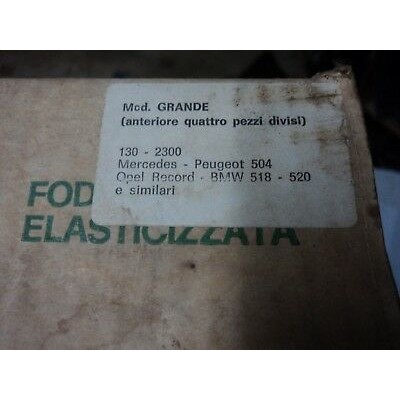 Mod. GRANDE
(anteriore quattro pezzi divisi)
130 - 2300
Mercedes - Peugeot 504
Opel Record - BMW 518 - 520
e similari
FOD
ELASTICIZZATA